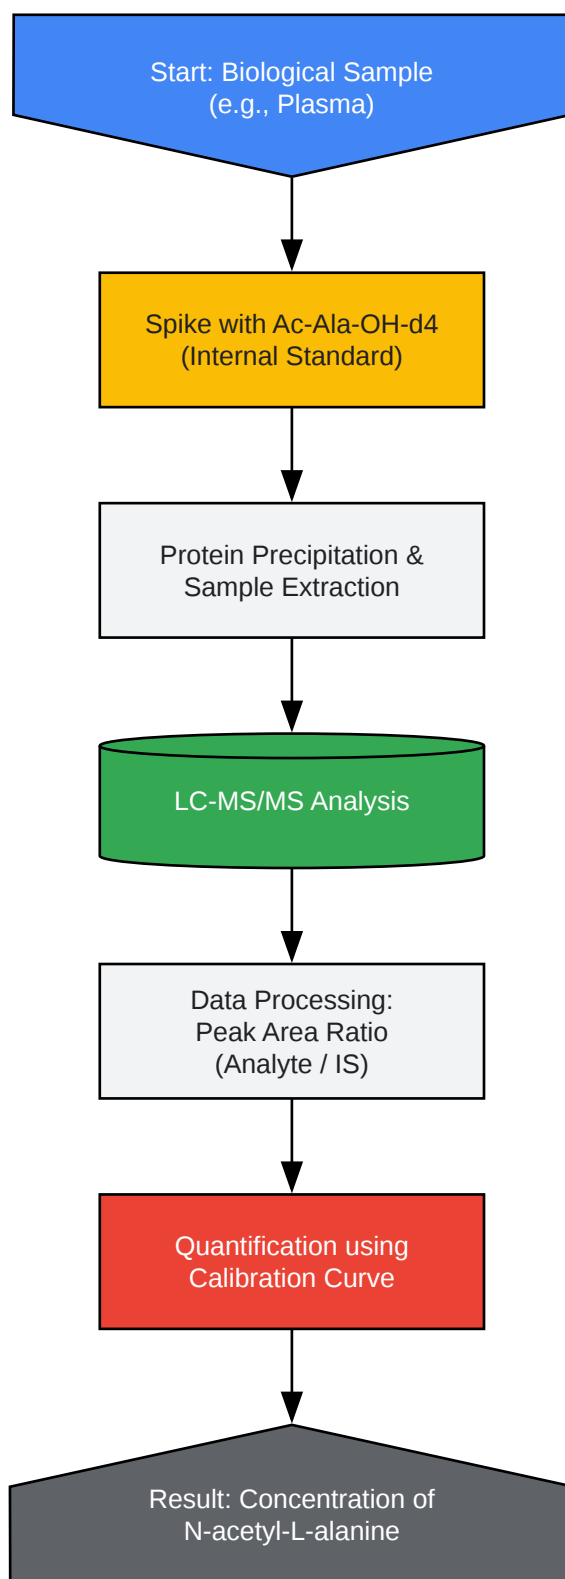 Start: Biological Sample
(e.g., Plasma)
Spike with Ac-Ala-OH-d4
(Internal Standard)
Protein Precipitation &
Sample Extraction
LC-MS/MS Analysis
Data Processing:
Peak Area Ratio
(Analyte / IS)
Quantification using
Calibration Curve
Result: Concentration of
N-acetyl-L-alanine